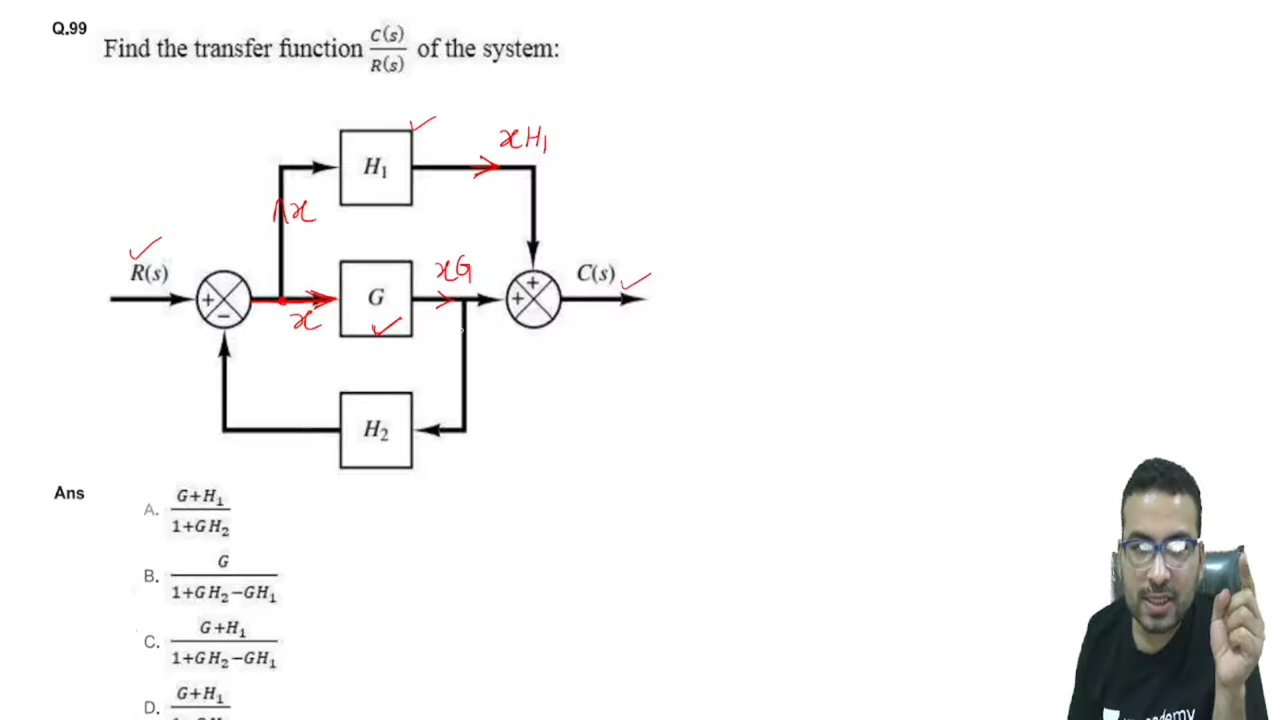 Q.99
Find the transfer function C(s)/R(s) of the system:
xH₁
H₁
x
R(s)
xG
C(s)
+
+
+
−
G
x
H₂
Ans
A. G+H₁/1+GH₂
B. G/1+GH₂−GH₁
C. G+H₁/1+GH₂−GH₁
D. G+H₁